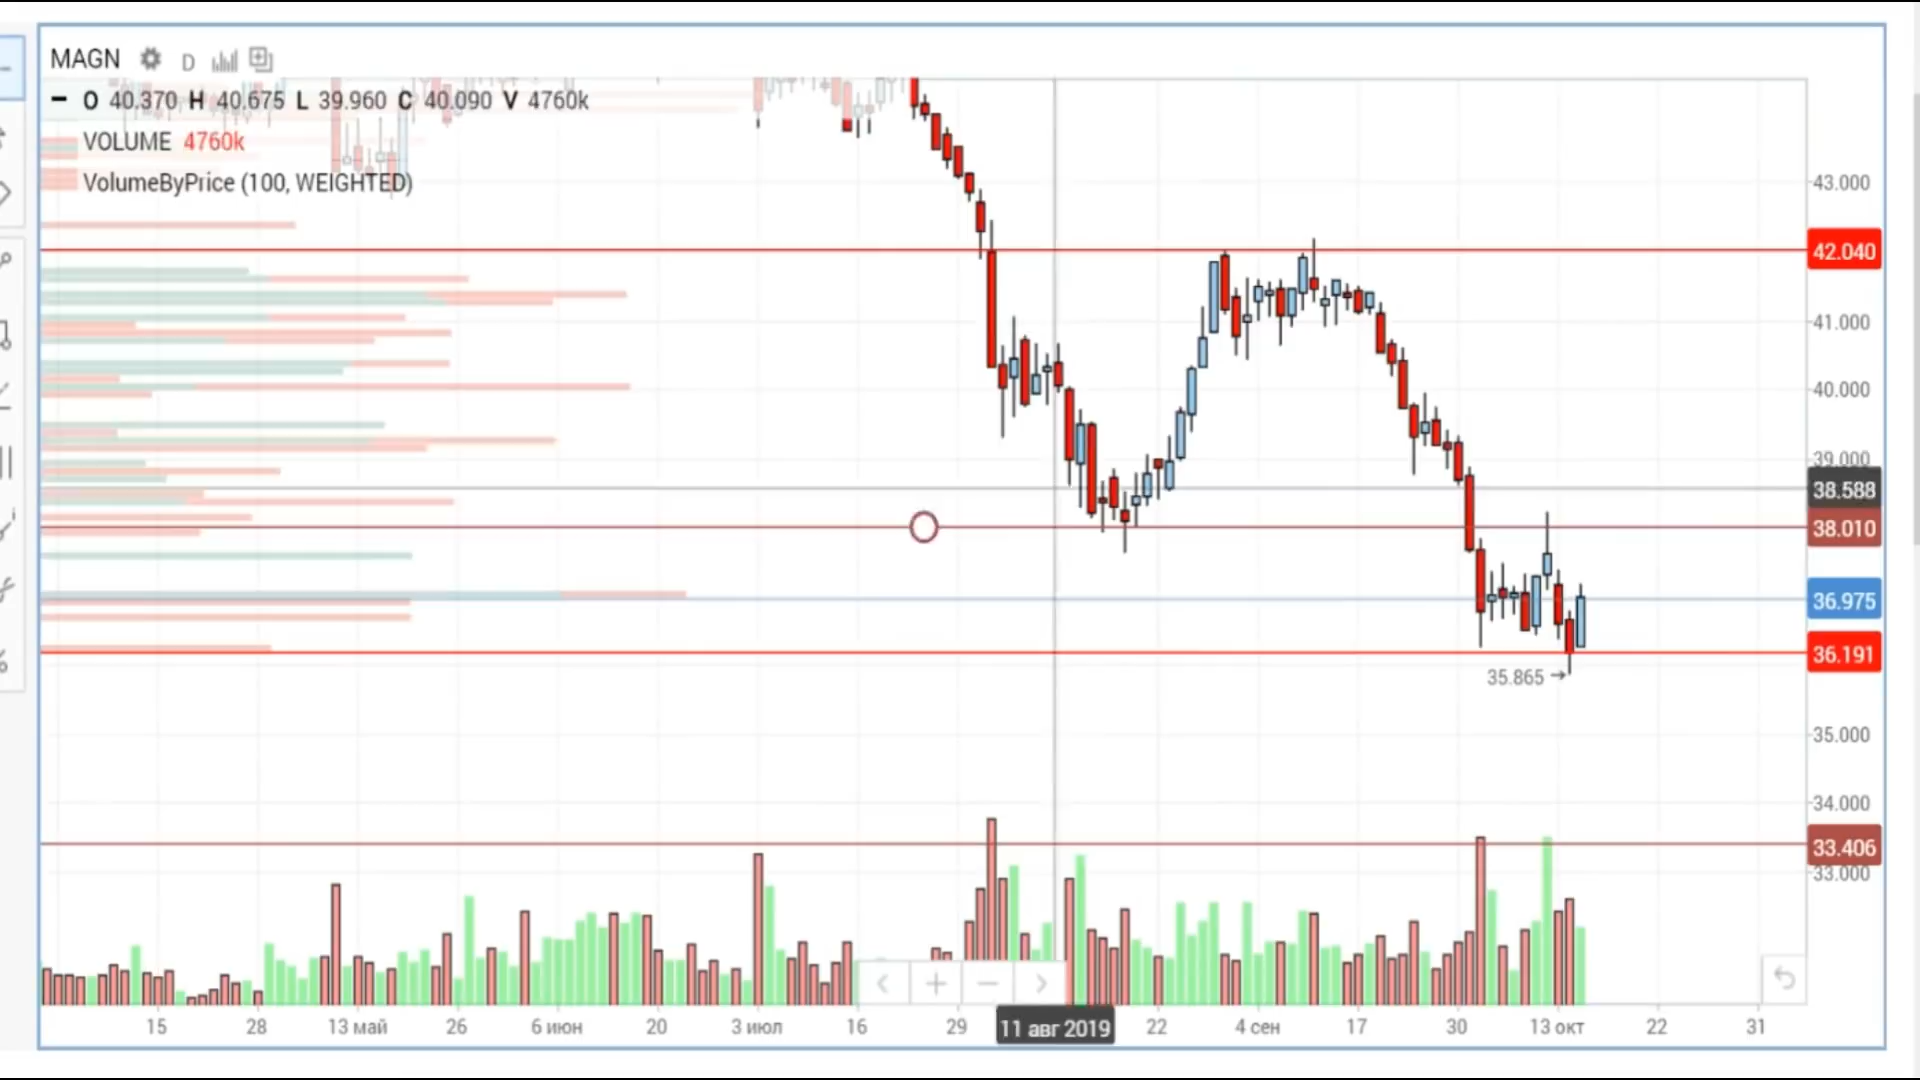 MAGN D
O 40.370 H 40.675 L 39.960 C 40.090 V 4760k
VOLUME 4760k
VolumeByPrice (100, WEIGHTED)
43.000
42.040
41.000
40.000
39.000
38.588
38.010
36.975
36.191
35.865
35.000
34.000
33.406
33.000
15 28 13 май 26 6 июн 20 3 июл 16 29 11 авг 2019 22 4 сен 17 30 13 окт 22 31